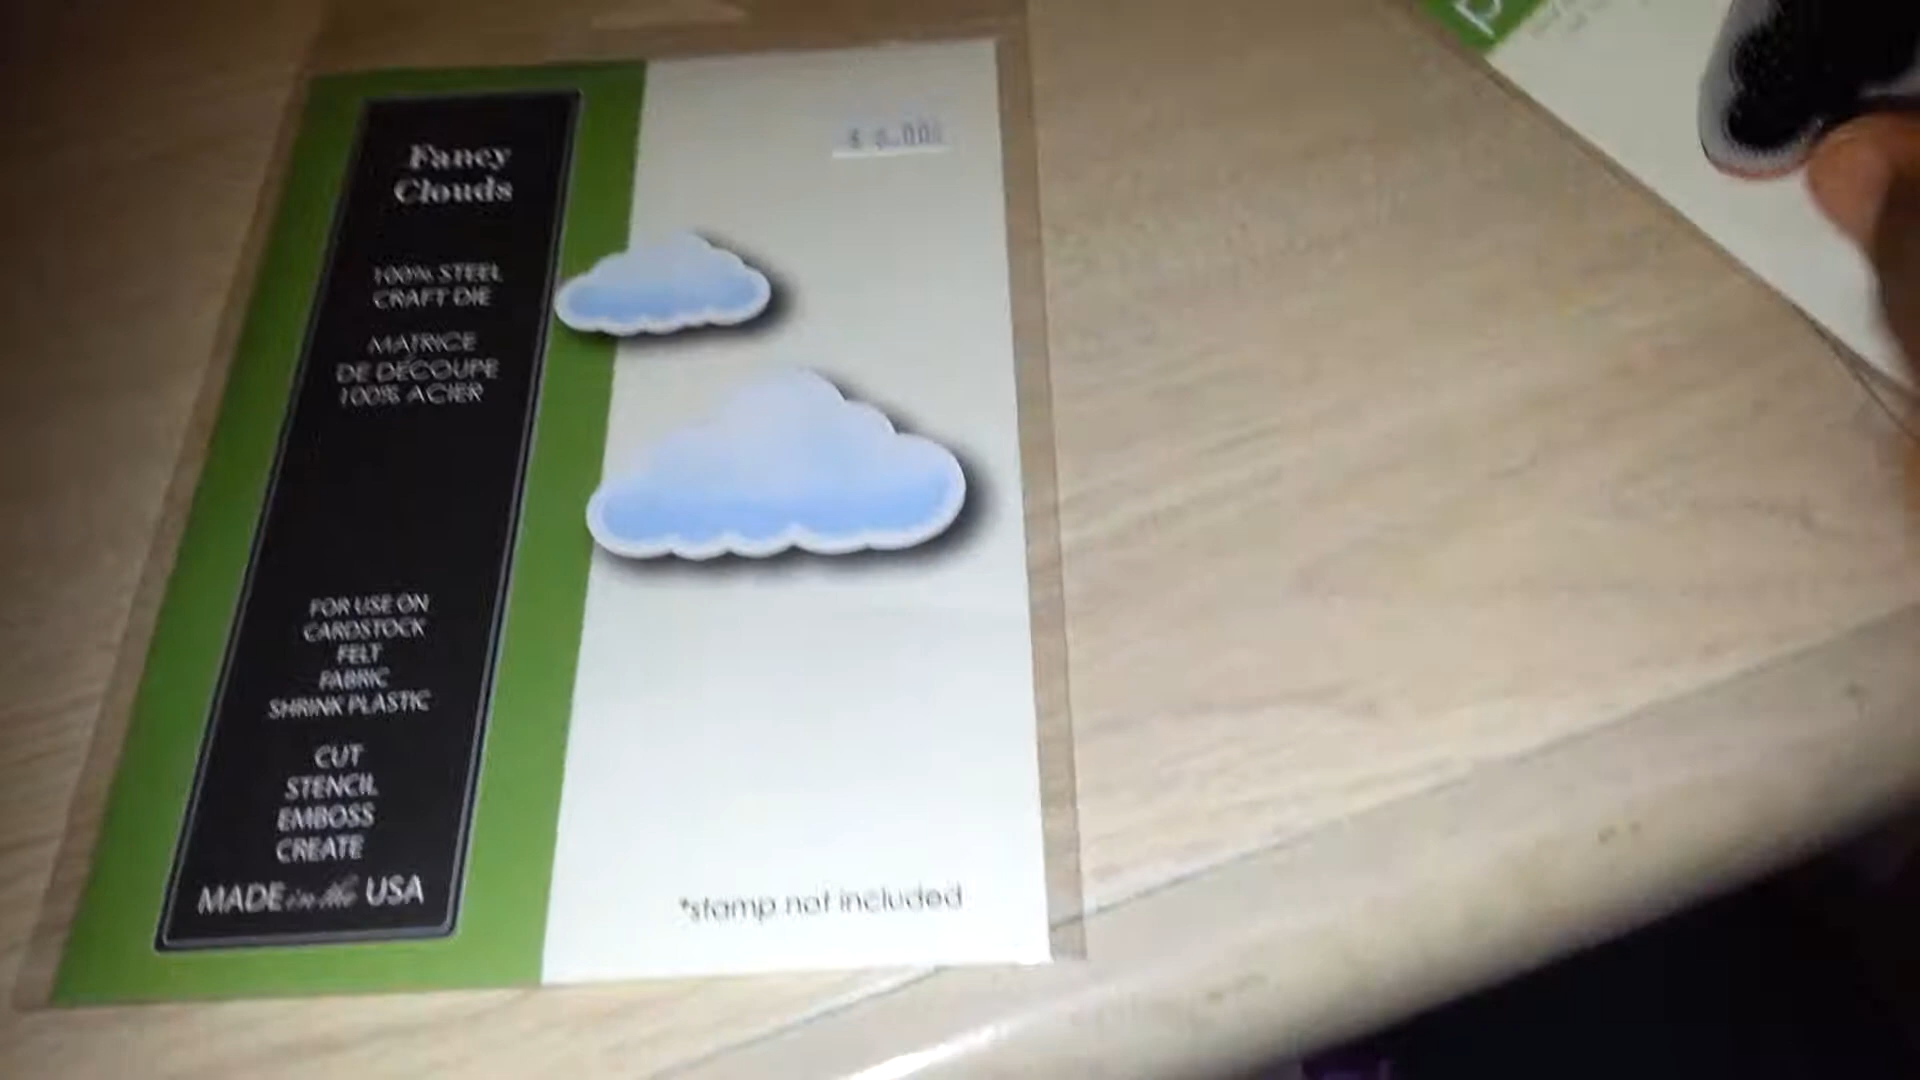 Fancy
Clouds
100% STEEL
CRAFT DIE
MATRICE
DE DÉCOUPE
100% ACIER
FOR USE ON
CARDSTOCK
FELT
FABRIC
SHRINK PLASTIC
CUT
STENCIL
EMBOSS
CREATE
MADE in the USA
*stamp not included